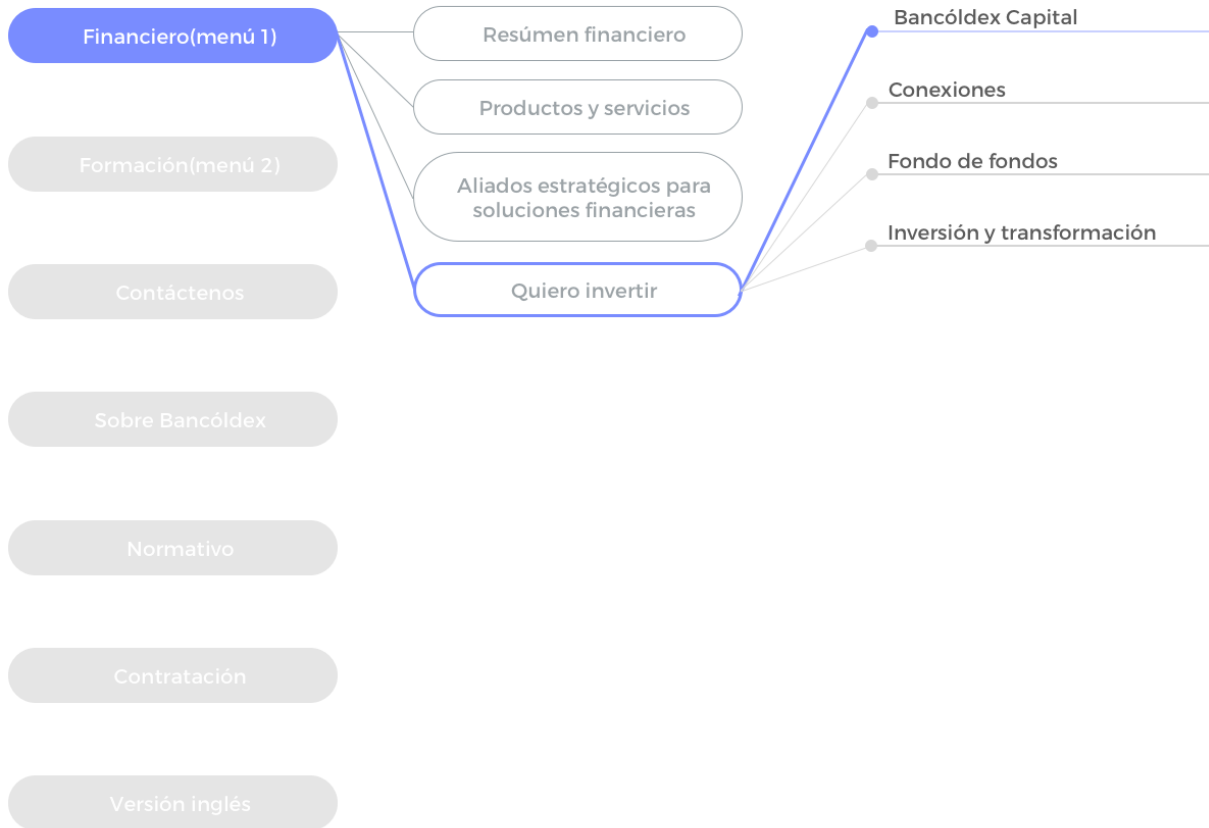 Financiero(menú 1)
Formación(menú 2)
Contáctenos
Sobre Bancóldex
Normativo
Contratación
Versión inglés
Resúmen financiero
Productos y servicios
Aliados estratégicos para
soluciones financieras
Quiero invertir
Bancóldex Capital
Conexiones
Fondo de fondos
Inversión y transformación